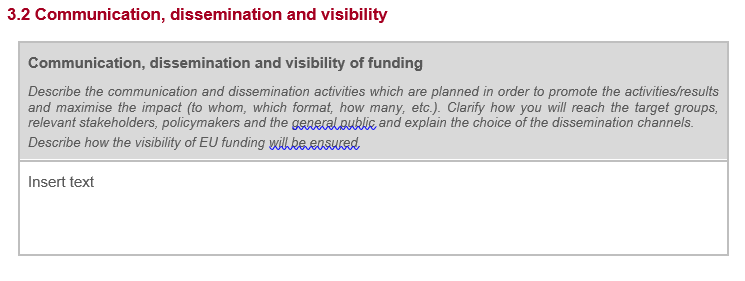 3.2 Communication, dissemination and visibility
Communication, dissemination and visibility of funding
Describe the communication and dissemination activities which are planned in order to promote the activities/results
and maximise the impact (to whom, which format, how many, etc.). Clarify how you will reach the target groups,
relevant stakeholders, policymakers and the general public and explain the choice of the dissemination channels.
Describe how the visibility of EU funding will be ensured.
Insert text